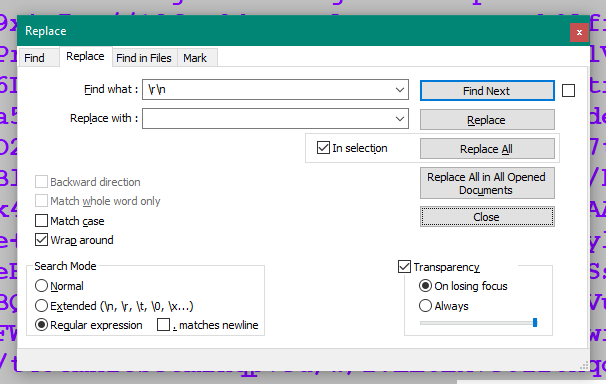 Replace
x
Find
Replace
Find in Files
Mark
Find what :
\r\n
Find Next
Replace with :
Replace
In selection
Replace All
Backward direction
Replace All in All Opened
Documents
Match whole word only
Match case
Close
Wrap around
Search Mode
Transparency
Normal
On losing focus
Extended (\n, \r, \t, \0, \x...)
Always
Regular expression
. matches newline